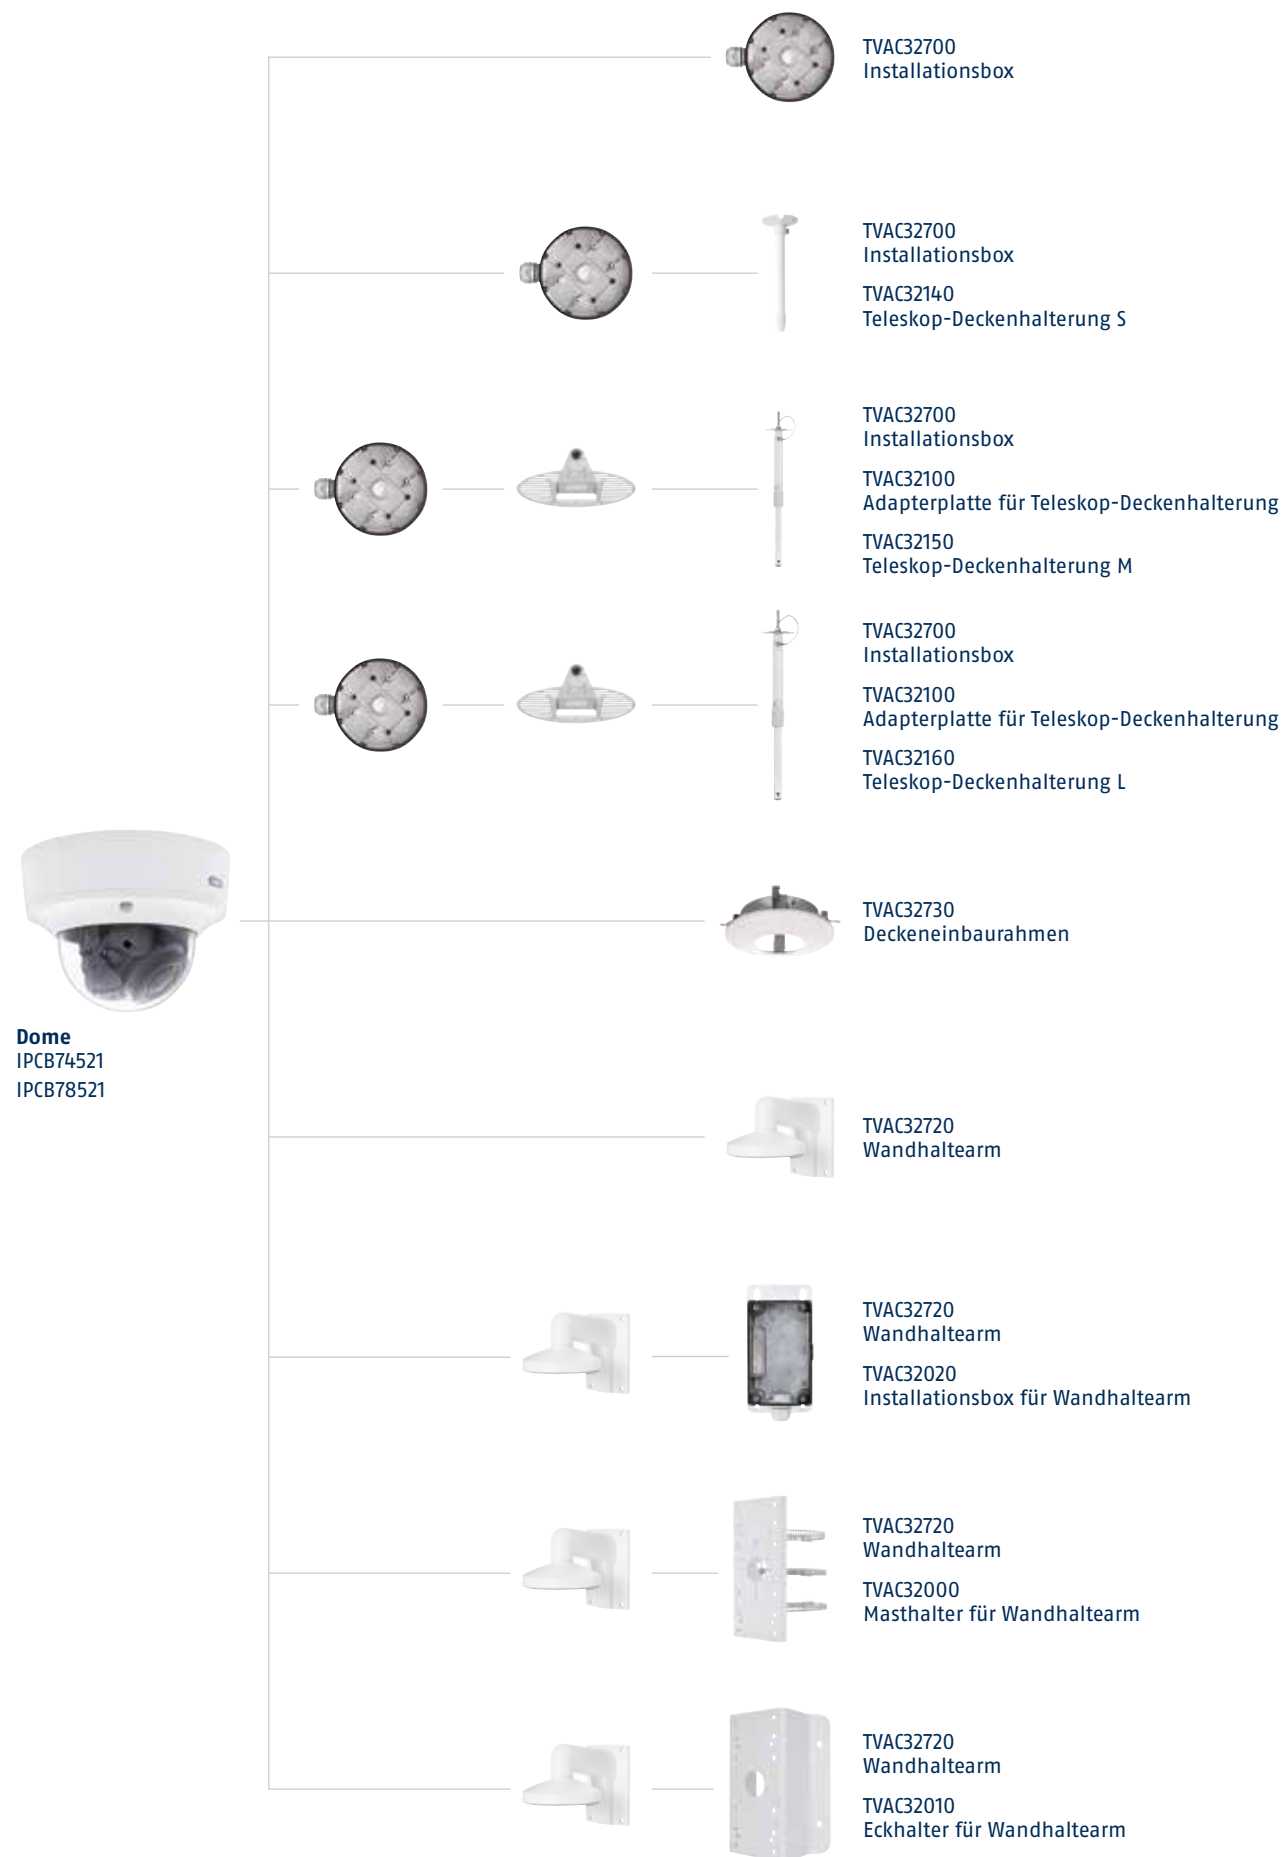 TVAC32700
Installationsbox
TVAC32700
Installationsbox
TVAC32140
Teleskop-Deckenhalterung S
TVAC32700
Installationsbox
TVAC32100
Adapterplatte für Teleskop-Deckenhalterung
TVAC32150
Teleskop-Deckenhalterung M
TVAC32700
Installationsbox
TVAC32100
Adapterplatte für Teleskop-Deckenhalterung
TVAC32160
Teleskop-Deckenhalterung L
Dome
IPCB74521
IPCB78521
TVAC32730
Deckeneinbaurahmen
TVAC32720
Wandhaltearm
TVAC32720
Wandhaltearm
TVAC32020
Installationsbox für Wandhaltearm
TVAC32720
Wandhaltearm
TVAC32000
Masthalter für Wandhaltearm
TVAC32720
Wandhaltearm
TVAC32010
Eckhalter für Wandhaltearm